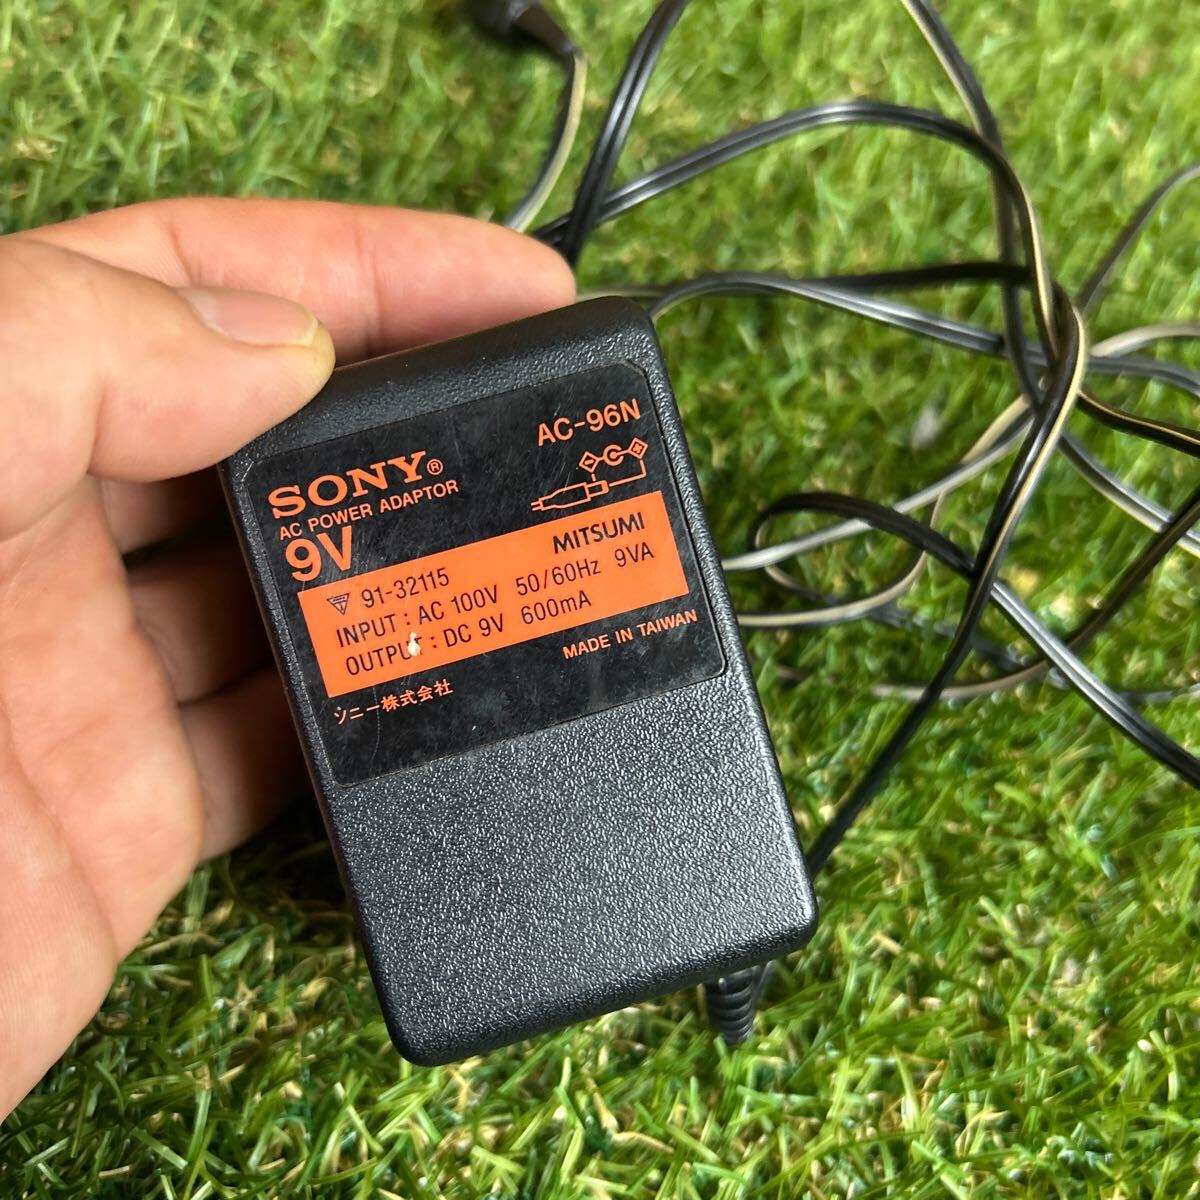 AC-96N
SONY®
AC POWER ADAPTOR
9V
MITSUMI
91-32115
INPUT : AC 100V 50/60Hz 9VA
OUTPUT : DC 9V 600mA
MADE IN TAIWAN
ソニー株式会社